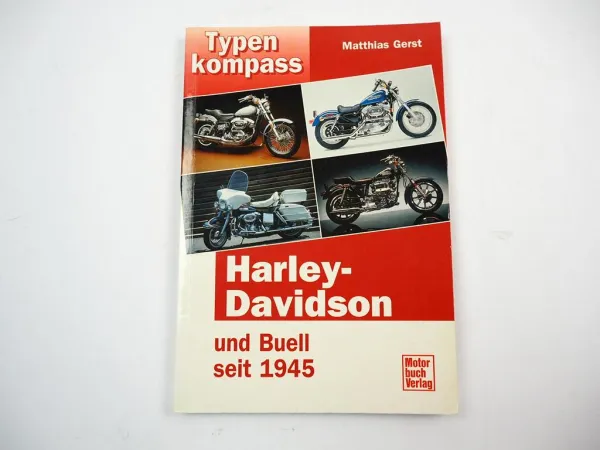 Typen
kompass
Matthias Gerst
Harley-
Davidson
und Buell
seit 1945
Motor
buch
Verlag